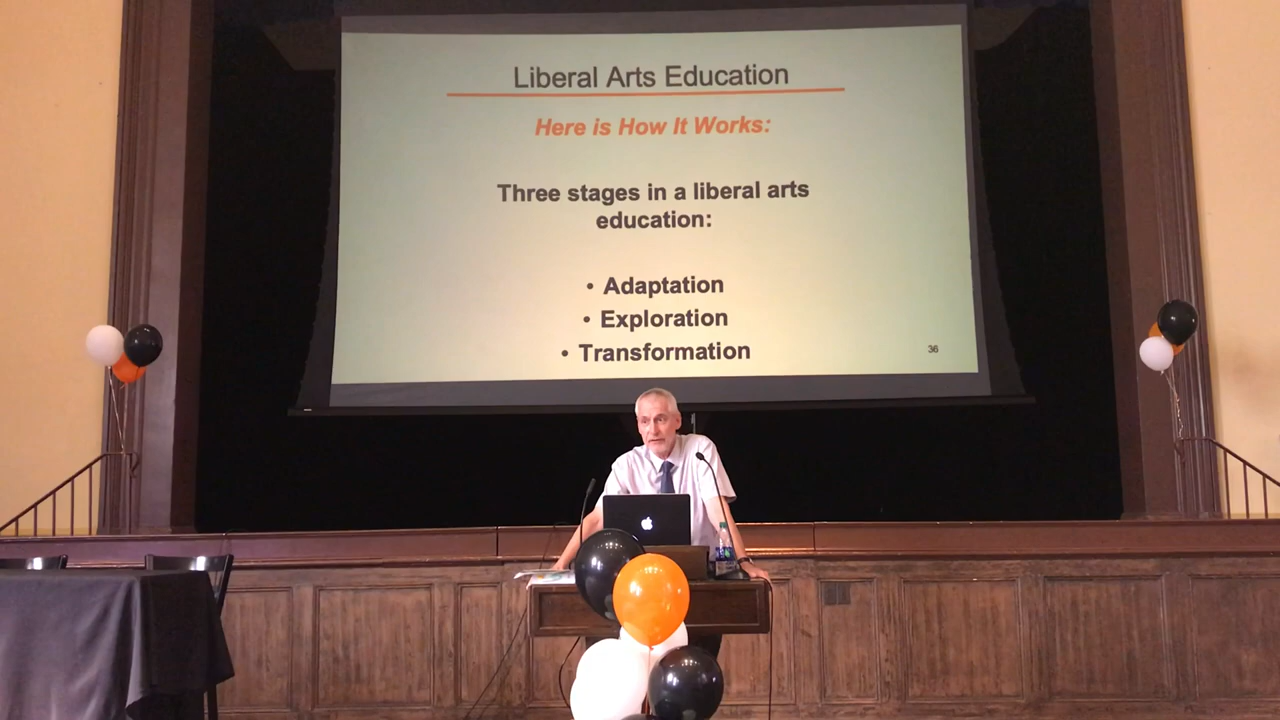 Liberal Arts Education
Here is How It Works:
Three stages in a liberal arts
education:
• Adaptation
• Exploration
• Transformation
36